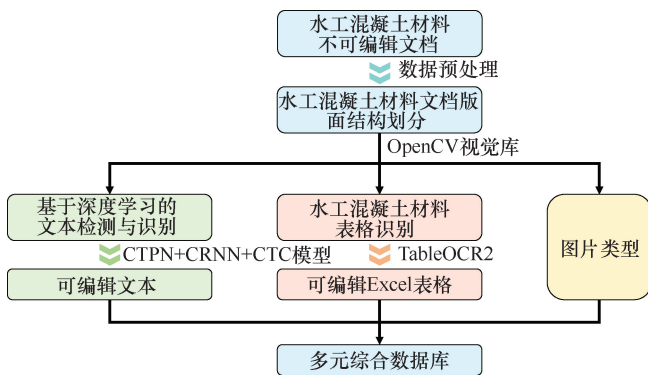 水工混凝土材料
不可编辑文档
数据预处理
水工混凝土材料文档版
面结构划分
OpenCV视觉库
基于深度学习的
文本检测与识别
水工混凝土材料
表格识别
图片类型
CTPN+CRNN+CTC模型
TableOCR2
可编辑文本
可编辑Excel表格
多元综合数据库